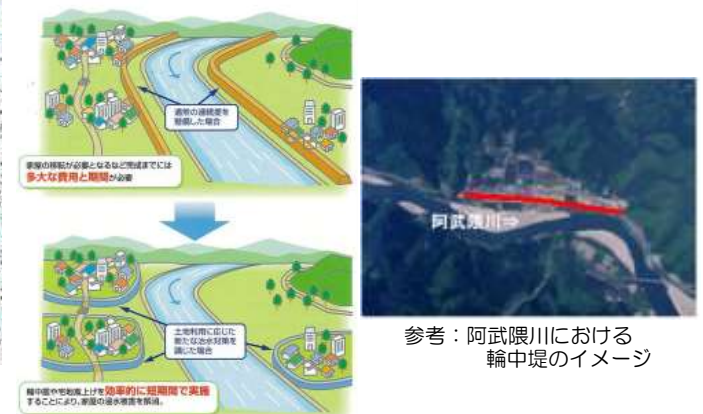 通常の連続堤を
整備した場合
家屋の移転が必要となるなど完成までには
多大な費用と期間が必要
土地利用に応じた
新たな治水対策を
講じた場合
輪中堤や宅地嵩上げを効率的に短期間で実施
することにより、家屋の浸水被害を解消。
阿武隈川⇒
参考：阿武隈川における
輪中堤のイメージ